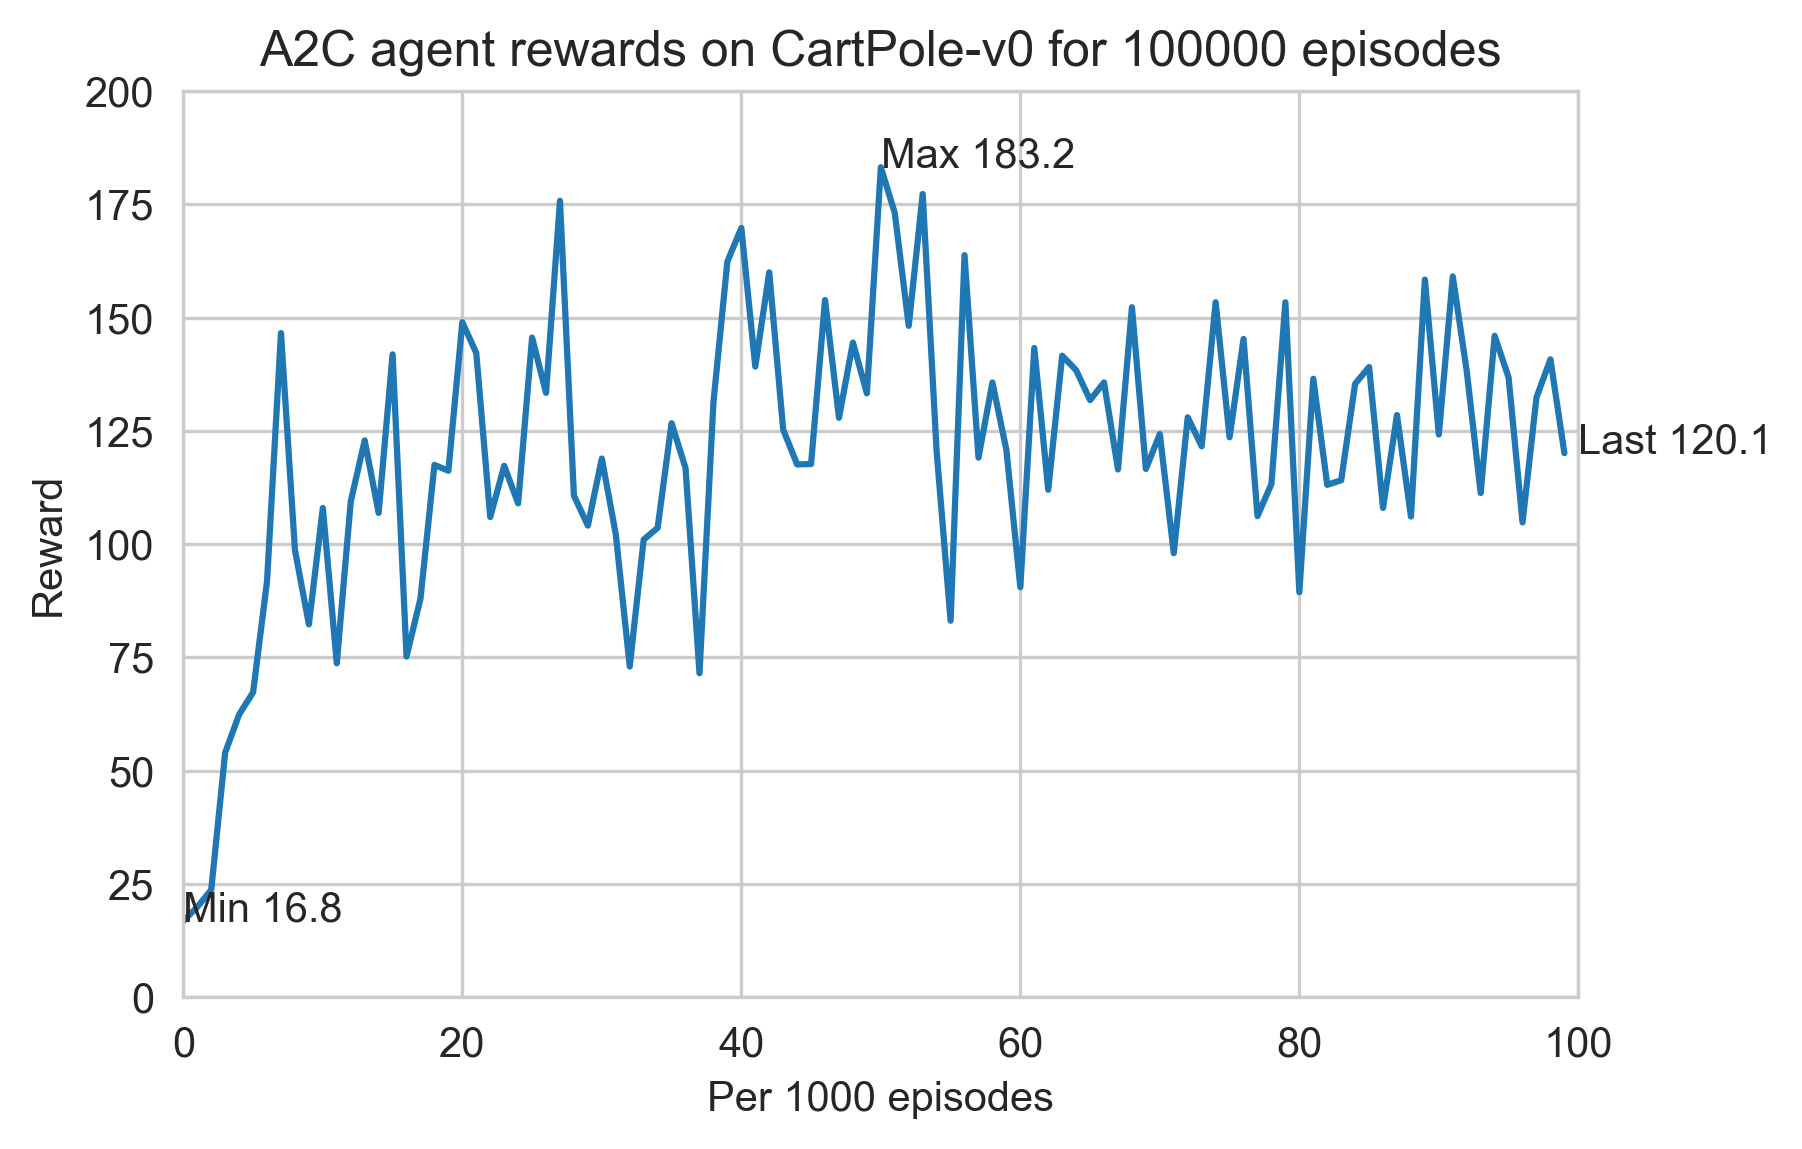 A2C agent rewards on CartPole-v0 for 100000 episodes
200
175
150
125
100
75
50
25
0
Reward
Max 183.2
Last 120.1
Min 16.8
0 20 40 60 80 100
Per 1000 episodes